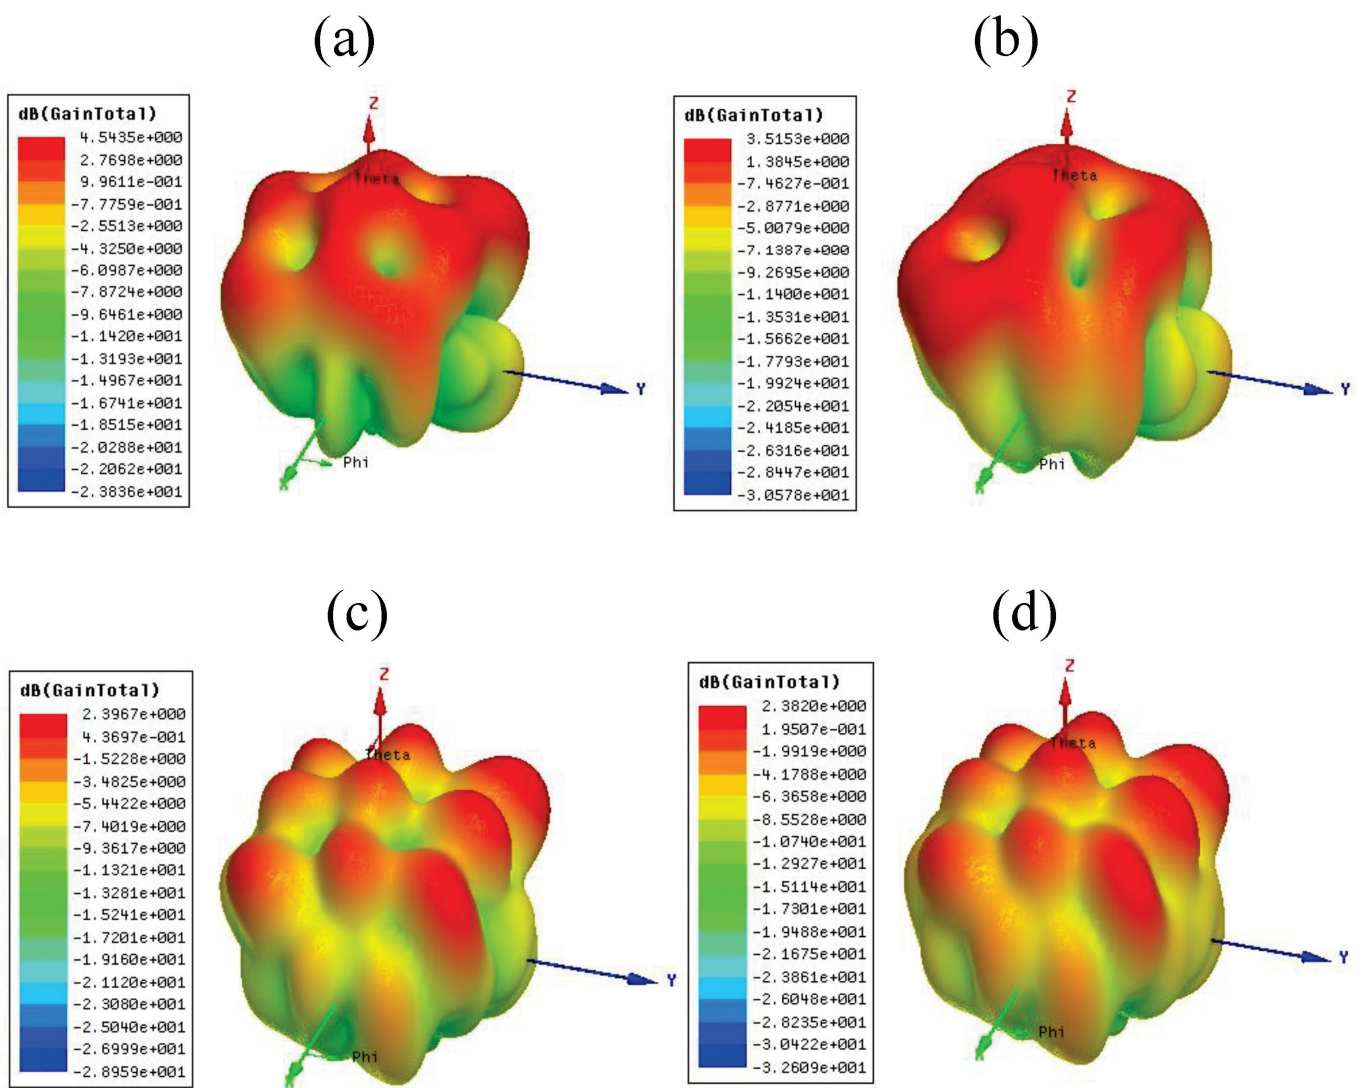 (a)
(b)
dB(GainTotal)
4.5435e+000
2.7698e+000
9.9611e-001
-7.7759e-001
-2.5513e+000
-4.3250e+000
-6.0987e+000
-7.8724e+000
-9.6461e+000
-1.1420e+001
-1.3193e+001
-1.4967e+001
-1.6741e+001
-1.8515e+001
-2.0288e+001
-2.2062e+001
-2.3836e+001
Z
Theta
Y
Phi
X
dB(GainTotal)
3.5153e+000
1.3845e+000
-7.4627e-001
-2.8771e+000
-5.0079e+000
-7.1387e+000
-9.2695e+000
-1.1400e+001
-1.3531e+001
-1.5662e+001
-1.7793e+001
-1.9924e+001
-2.2054e+001
-2.4185e+001
-2.6316e+001
-2.8447e+001
-3.0578e+001
Z
Theta
Y
Phi
X
(c)
(d)
dB(GainTotal)
2.3967e+000
4.3697e-001
-1.5228e+000
-3.4825e+000
-5.4422e+000
-7.4019e+000
-9.3617e+000
-1.1321e+001
-1.3281e+001
-1.5241e+001
-1.7201e+001
-1.9160e+001
-2.1120e+001
-2.3080e+001
-2.5040e+001
-2.6999e+001
-2.8959e+001
Z
Theta
Y
Phi
X
dB(GainTotal)
2.3820e+000
1.9507e-001
-1.9919e+000
-4.1788e+000
-6.3658e+000
-8.5528e+000
-1.0740e+001
-1.2927e+001
-1.5114e+001
-1.7301e+001
-1.9488e+001
-2.1675e+001
-2.3861e+001
-2.6048e+001
-2.8235e+001
-3.0422e+001
-3.2609e+001
Z
Theta
Y
Phi
X